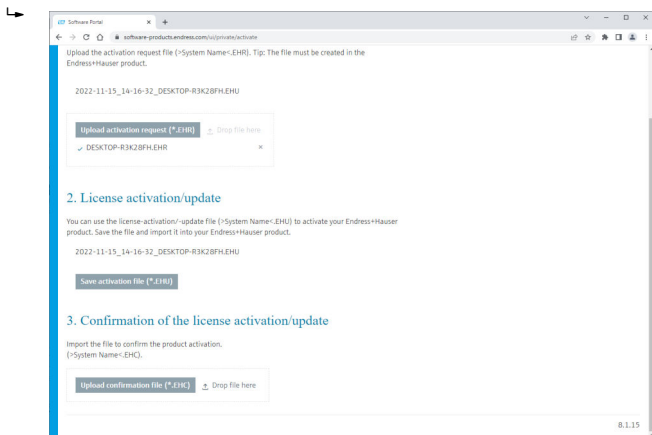 Software Portal
software-products.endress.com/ui/private/activate
Upload the activation request file (>System Name<.EHR). Tip: The file must be created in the
Endress+Hauser product.
2022-11-15_14-16-32_DESKTOP-R3K28FH.EHU
Upload activation request (*.EHR) Drop file here
DESKTOP-R3K28FH.EHR
2. License activation/update
You can use the license-activation/-update file (>System Name<.EHU) to activate your Endress+Hauser
product. Save the file and import it into your Endress+Hauser product.
2022-11-15_14-16-32_DESKTOP-R3K28FH.EHU
Save activation file (*.EHU)
3. Confirmation of the license activation/update
Import the file to confirm the product activation.
(>System Name<.EHC).
Upload confirmation file (*.EHC) Drop file here
8.1.15